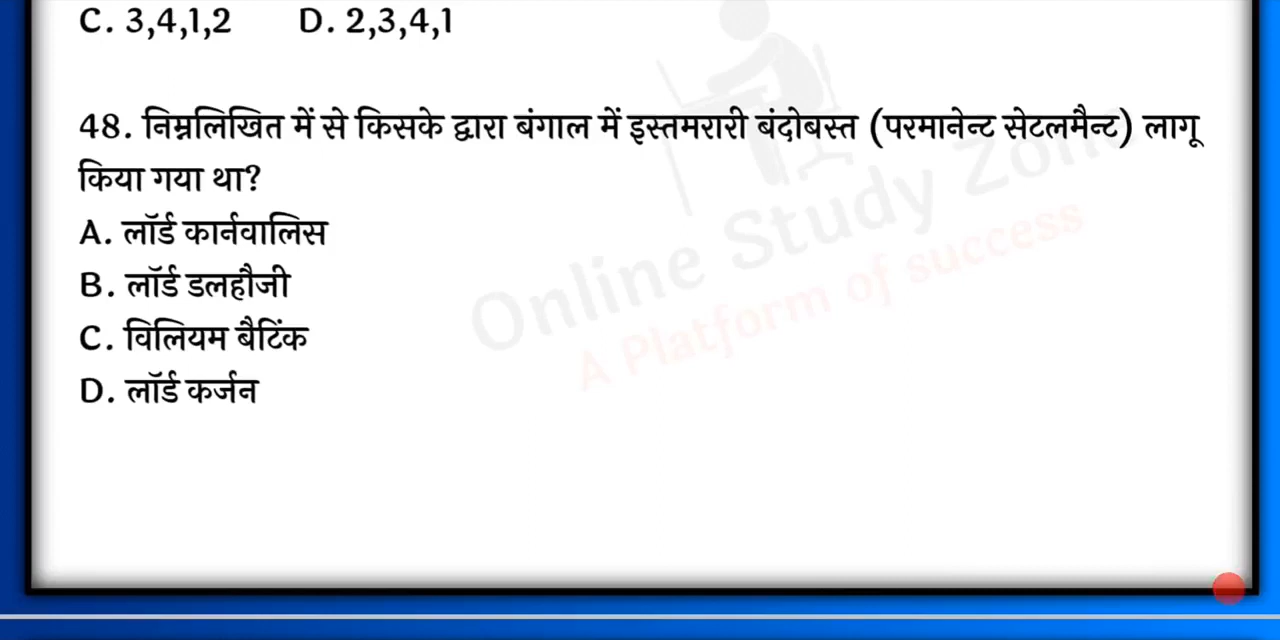 C. 3,4,1,2 D. 2,3,4,1
48. निम्नलिखित में से किसके द्वारा बंगाल में इस्तमरारी बंदोबस्त (परमानेन्ट सेटलमैन्ट) लागू
किया गया था?
A. लॉर्ड कार्नवालिस
B. लॉर्ड डलहौजी
C. विलियम बैटिंक
D. लॉर्ड कर्जन
Online Study Zone
A Platform of success